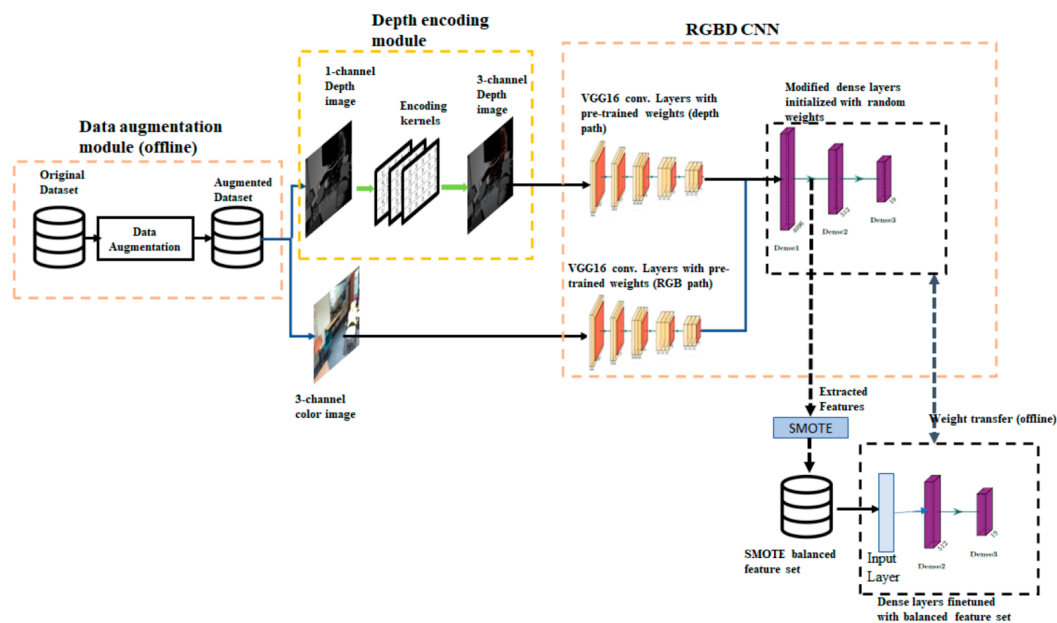 Depth encoding
module
RGBD CNN
Data augmentation
module (offline)
Original
Dataset
Augmented
Dataset
Data
Augmentation
1-channel
Depth
image
Encoding
kernels
3-channel
Depth
image
3-channel
color image
VGG16 conv. Layers with
pre-trained weights (depth
path)
VGG16 conv. Layers with pre-
trained weights (RGB path)
Modified dense layers
initialized with random
weights
4096
Dense1
512
Dense2
19
Dense3
Extracted
Features
SMOTE
Weight transfer (offline)
SMOTE balanced
feature set
Input
Layer
512
Dense2
19
Dense3
Dense layers finetuned
with balanced feature set